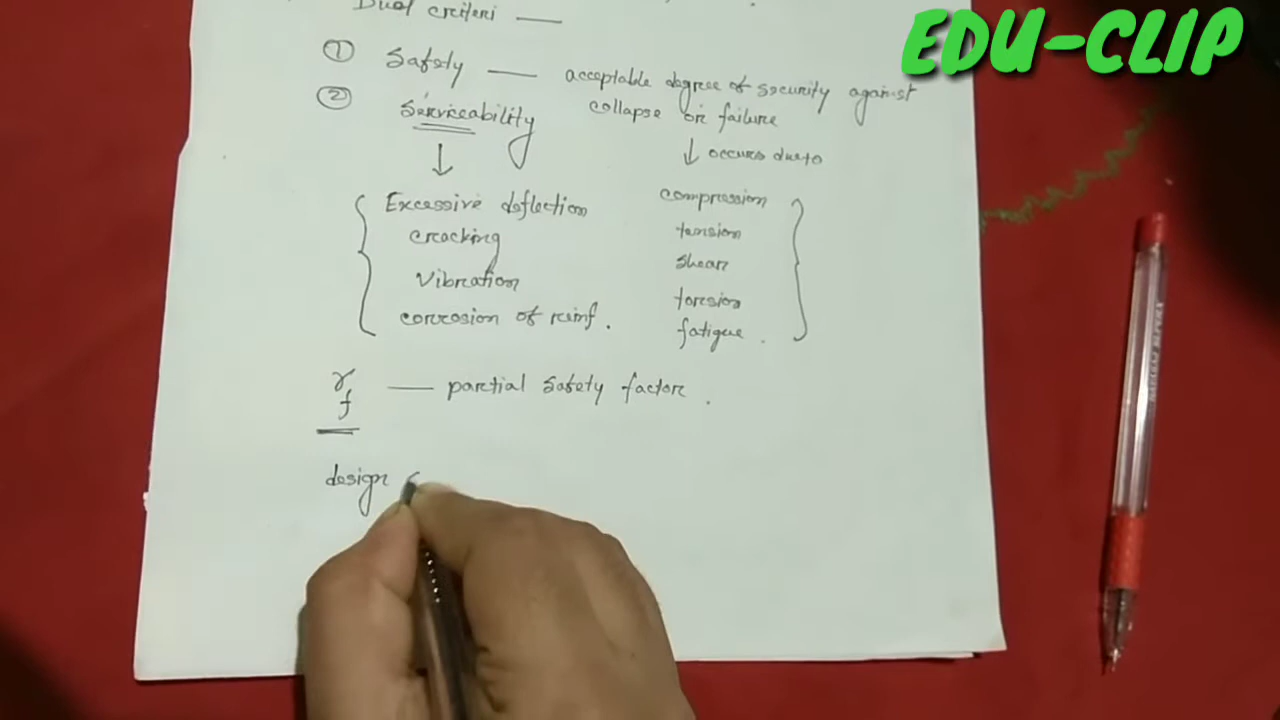 EDU-CLIP
Dual criteri —
① Safety — acceptable degree of security against
collapse or failure
② Serviceability
↓ occurs due to
↓
Excessive deflection
cracking
Vibration
corrosion of reinf.
compression
tension
shear
torsion
fatigue.
γf — partial safety factor.
design